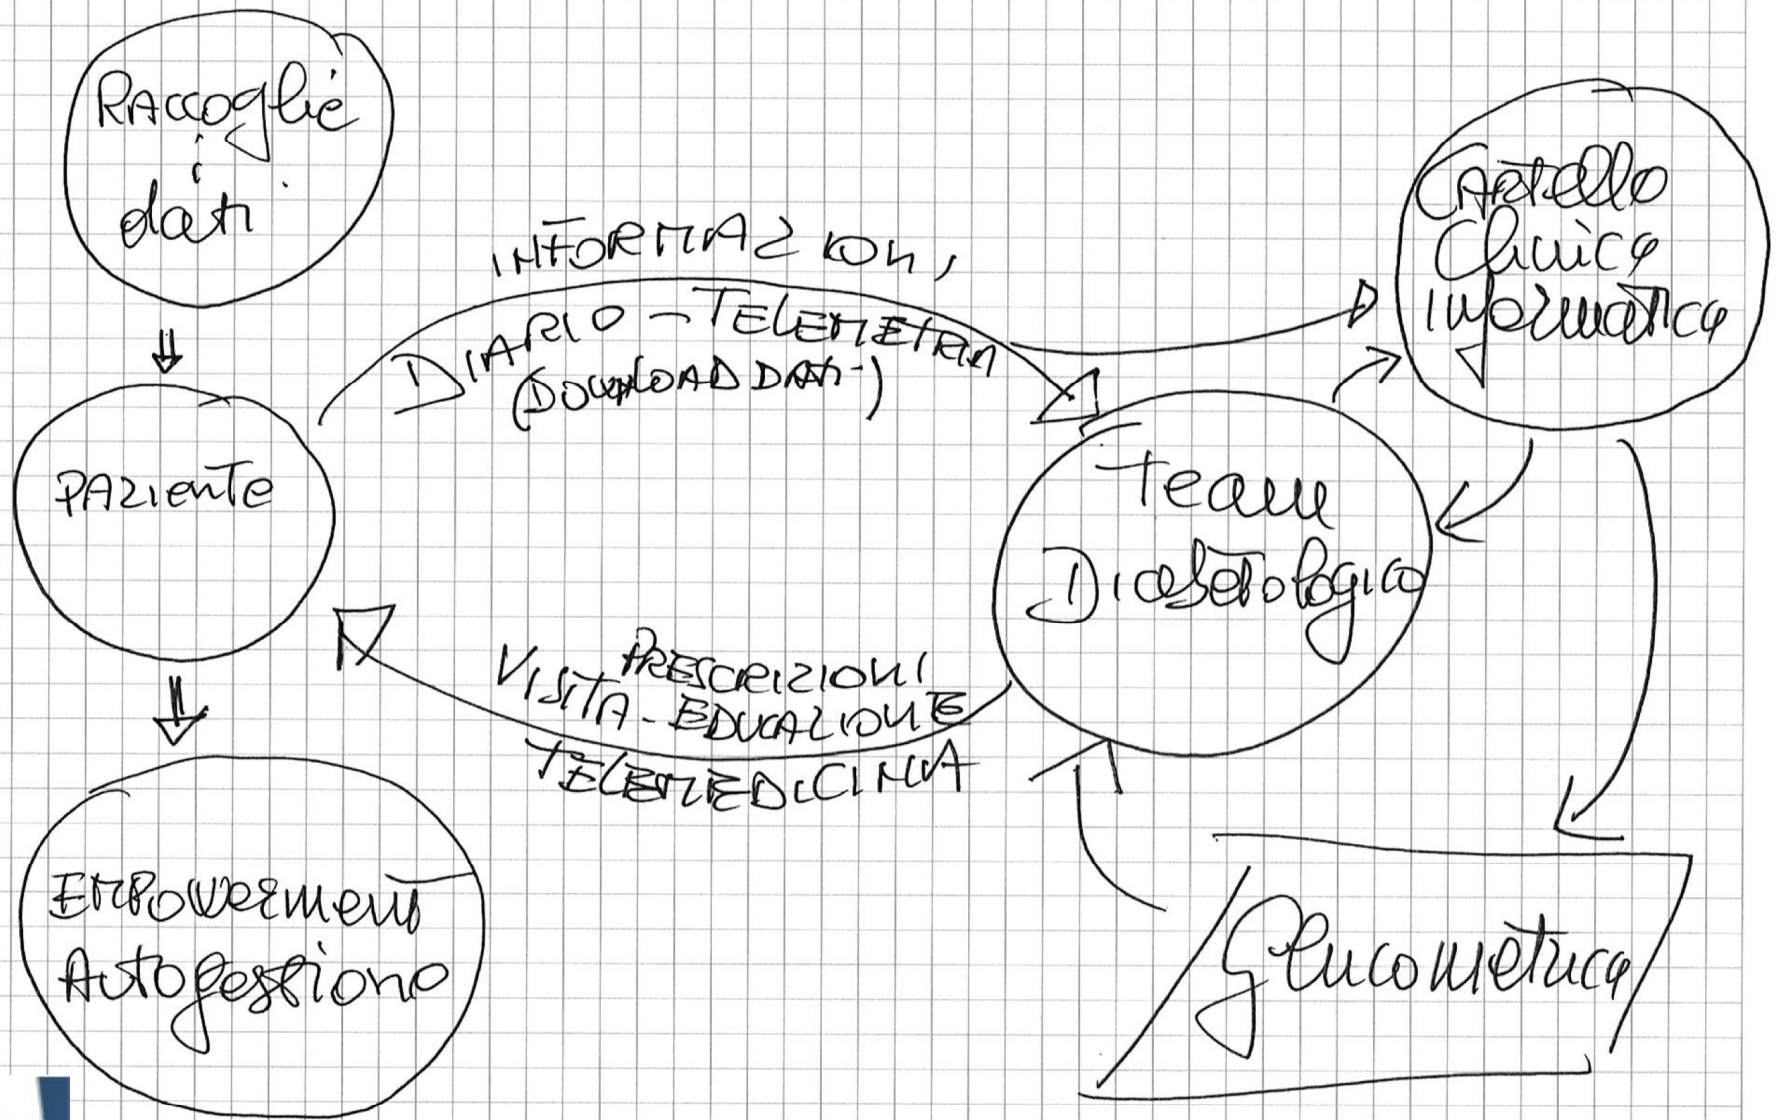 Raccoglie
i
dati
INFORMAZIONI
DIARIO - TELEMETRIA
(DOWNLOAD DATI)
Cartella
Clinica
Informatica
PAZIENTE
Team
Diabetologico
PRESCRIZIONI
VISITA - EDUCAZIONE
TELEMEDICINA
EMPOWERMENT
Autogestione
Glucometrica